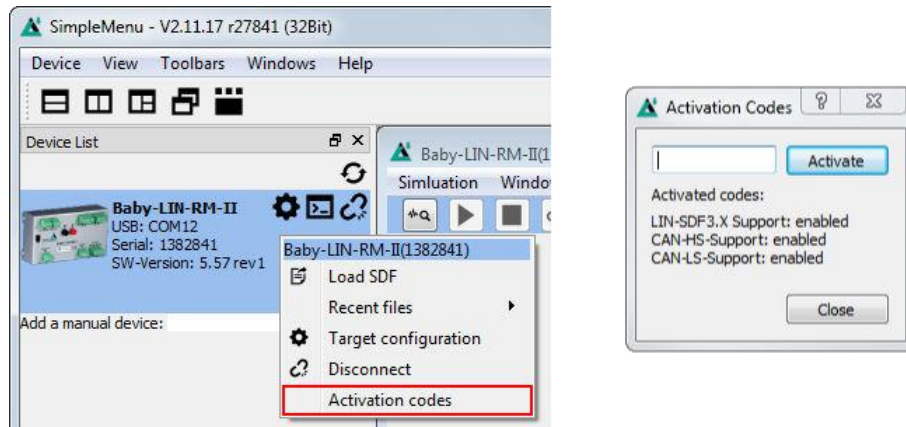 SimpleMenu - V2.11.17 r27841 (32Bit)
Device View Toolbars Windows Help
Device List
Baby-LIN-RM-II
USB: COM12
Serial: 1382841
SW-Version: 5.57 rev1
Add a manual device:
Baby-LIN-RM-II(1
Simluation Windo
Baby-LIN-RM-II(1382841)
Load SDF
Recent files
Target configuration
Disconnect
Activation codes
Activation Codes
Activate
Activated codes:
LIN-SDF3.X Support: enabled
CAN-HS-Support: enabled
CAN-LS-Support: enabled
Close